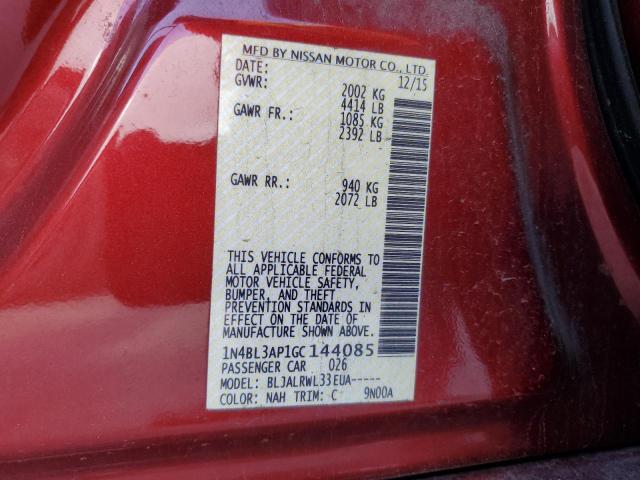 MFD BY NISSAN MOTOR CO., LTD.
DATE: 12/15
GVWR: 2002 KG
4414 LB
GAWR FR.: 1085 KG
2392 LB
GAWR RR.: 940 KG
2072 LB
THIS VEHICLE CONFORMS TO
ALL APPLICABLE FEDERAL
MOTOR VEHICLE SAFETY,
BUMPER, AND THEFT
PREVENTION STANDARDS IN
EFFECT ON THE DATE OF
MANUFACTURE SHOWN ABOVE.
1N4BL3AP1GC144085
PASSENGER CAR 026
MODEL: BLJALRWL33EUA-----
COLOR: NAH TRIM: C 9N00A